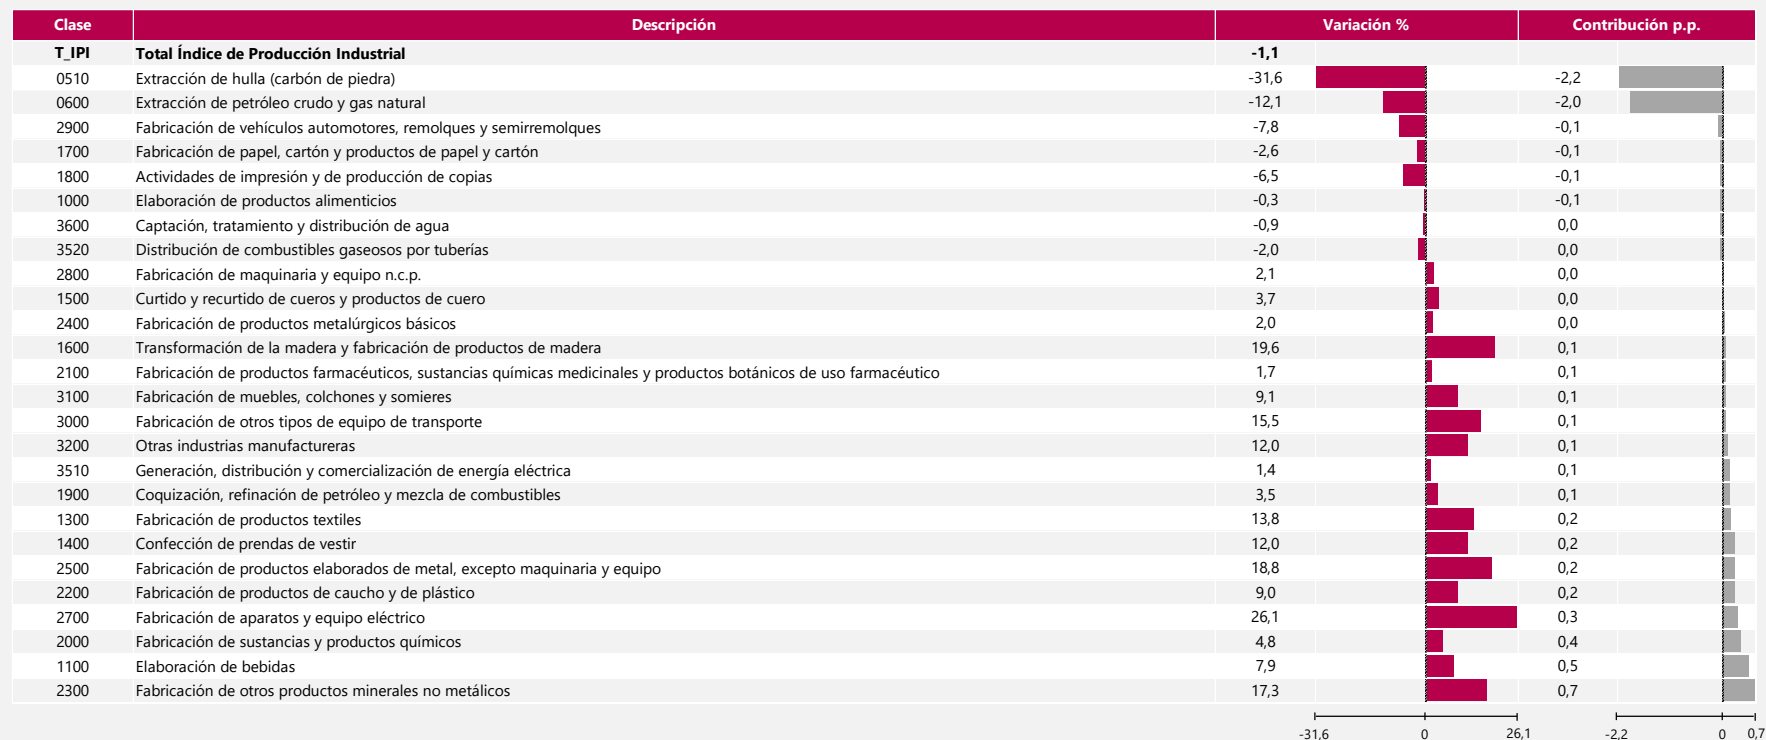 Clase Descripción Variación % Contribución p.p.
T_IPI Total Índice de Producción Industrial -1,1
0510 Extracción de hulla (carbón de piedra) -31,6 -2,2
0600 Extracción de petróleo crudo y gas natural -12,1 -2,0
2900 Fabricación de vehículos automotores, remolques y semirremolques -7,8 -0,1
1700 Fabricación de papel, cartón y productos de papel y cartón -2,6 -0,1
1800 Actividades de impresión y de producción de copias -6,5 -0,1
1000 Elaboración de productos alimenticios -0,3 -0,1
3600 Captación, tratamiento y distribución de agua -0,9 0,0
3520 Distribución de combustibles gaseosos por tuberías -2,0 0,0
2800 Fabricación de maquinaria y equipo n.c.p. 2,1 0,0
1500 Curtido y recurtido de cueros y productos de cuero 3,7 0,0
2400 Fabricación de productos metalúrgicos básicos 2,0 0,0
1600 Transformación de la madera y fabricación de productos de madera 19,6 0,1
2100 Fabricación de productos farmacéuticos, sustancias químicas medicinales y productos botánicos de uso farmacéutico 1,7 0,1
3100 Fabricación de muebles, colchones y somieres 9,1 0,1
3000 Fabricación de otros tipos de equipo de transporte 15,5 0,1
3200 Otras industrias manufactureras 12,0 0,1
3510 Generación, distribución y comercialización de energía eléctrica 1,4 0,1
1900 Coquización, refinación de petróleo y mezcla de combustibles 3,5 0,1
1300 Fabricación de productos textiles 13,8 0,2
1400 Confección de prendas de vestir 12,0 0,2
2500 Fabricación de productos elaborados de metal, excepto maquinaria y equipo 18,8 0,2
2200 Fabricación de productos de caucho y de plástico 9,0 0,2
2700 Fabricación de aparatos y equipo eléctrico 26,1 0,3
2000 Fabricación de sustancias y productos químicos 4,8 0,4
1100 Elaboración de bebidas 7,9 0,5
2300 Fabricación de otros productos minerales no metálicos 17,3 0,7
-31,6 0 26,1 -2,2 0 0,7